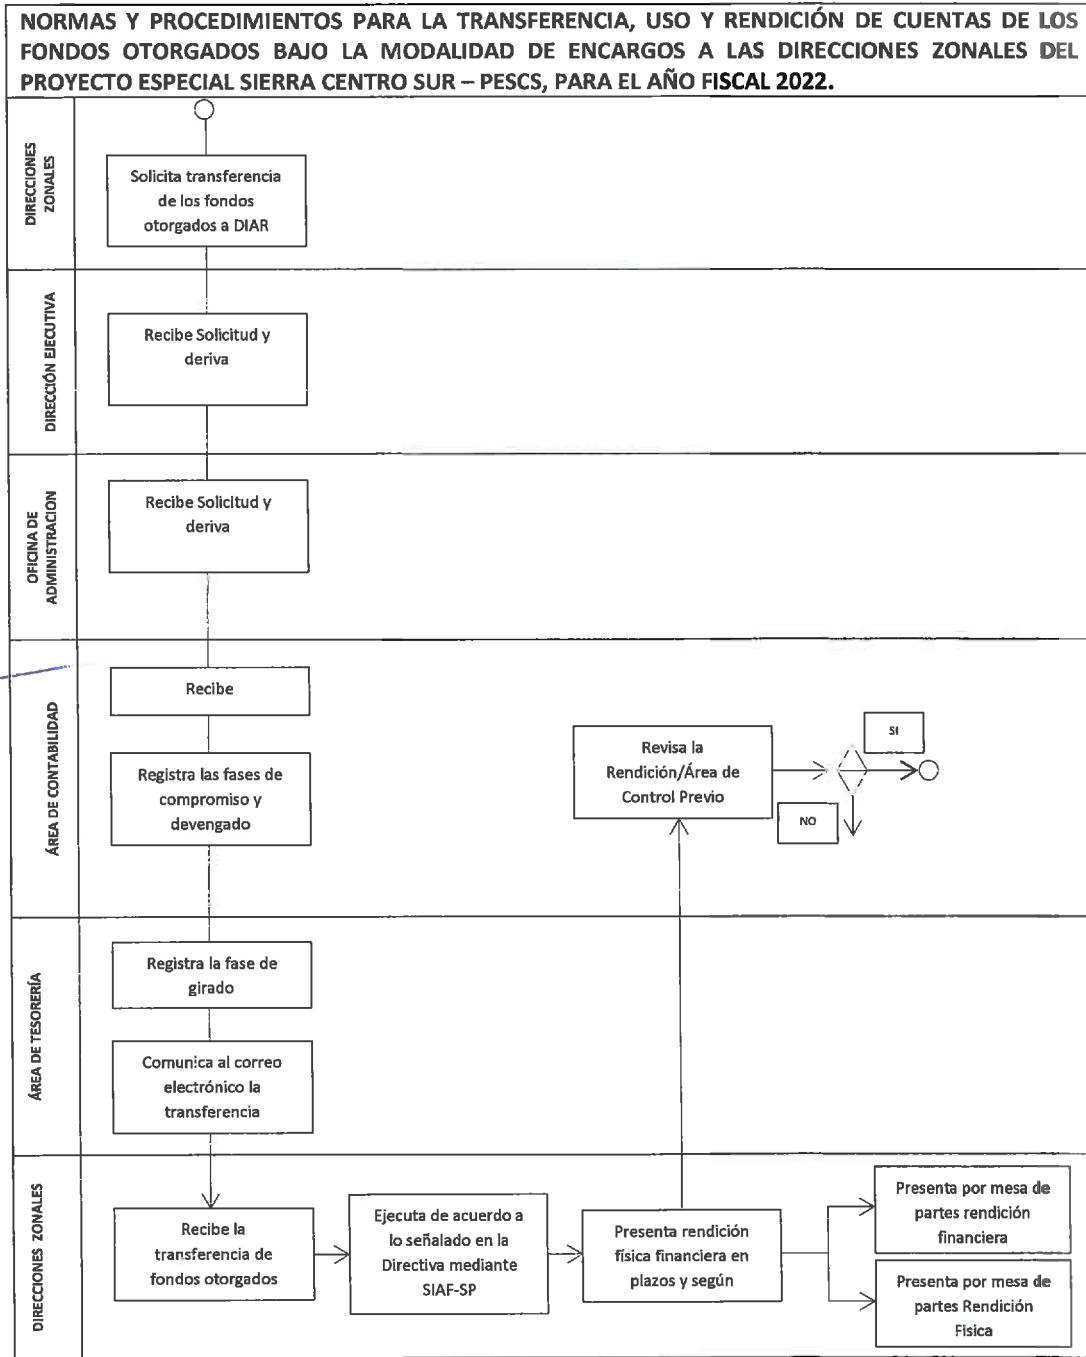 NORMAS Y PROCEDIMIENTOS PARA LA TRANSFERENCIA, USO Y RENDICIÓN DE CUENTAS DE LOS
FONDOS OTORGADOS BAJO LA MODALIDAD DE ENCARGOS A LAS DIRECCIONES ZONALES DEL
PROYECTO ESPECIAL SIERRA CENTRO SUR – PESCS, PARA EL AÑO FISCAL 2022.
DIRECCIONES
ZONALES
Solicita transferencia
de los fondos
otorgados a DIAR
DIRECCIÓN EJECUTIVA
Recibe Solicitud y
deriva
OFICINA DE
ADMINISTRACION
Recibe Solicitud y
deriva
ÁREA DE CONTABILIDAD
Recibe
Registra las fases de
compromiso y
devengado
Revisa la
Rendición/Área de
Control Previo
SI
NO
ÁREA DE TESORERÍA
Registra la fase de
girado
Comunica al correo
electrónico la
transferencia
DIRECCIONES ZONALES
Recibe la
transferencia de
fondos otorgados
Ejecuta de acuerdo a
lo señalado en la
Directiva mediante
SIAF-SP
Presenta rendición
física financiera en
plazos y según
Presenta por mesa de
partes rendición
financiera
Presenta por mesa de
partes Rendición
Fisica